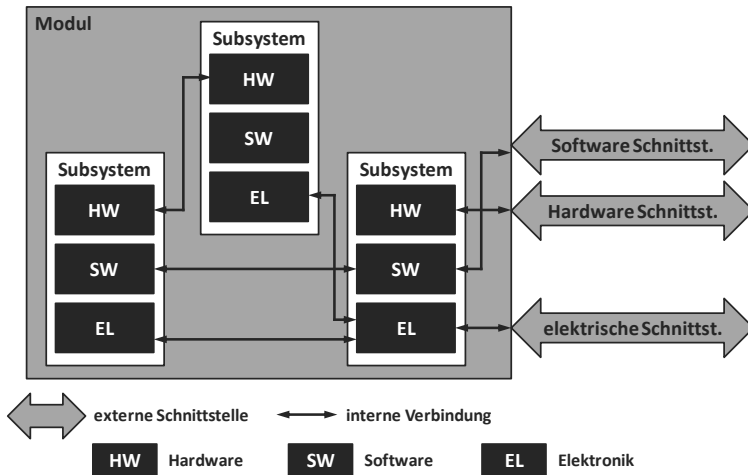 Modul
Subsystem
HW
SW
EL
Subsystem
HW
SW
EL
Subsystem
HW
SW
EL
Software Schnittst.
Hardware Schnittst.
elektrische Schnittst.
externe Schnittstelle
interne Verbindung
HW Hardware
SW Software
EL Elektronik